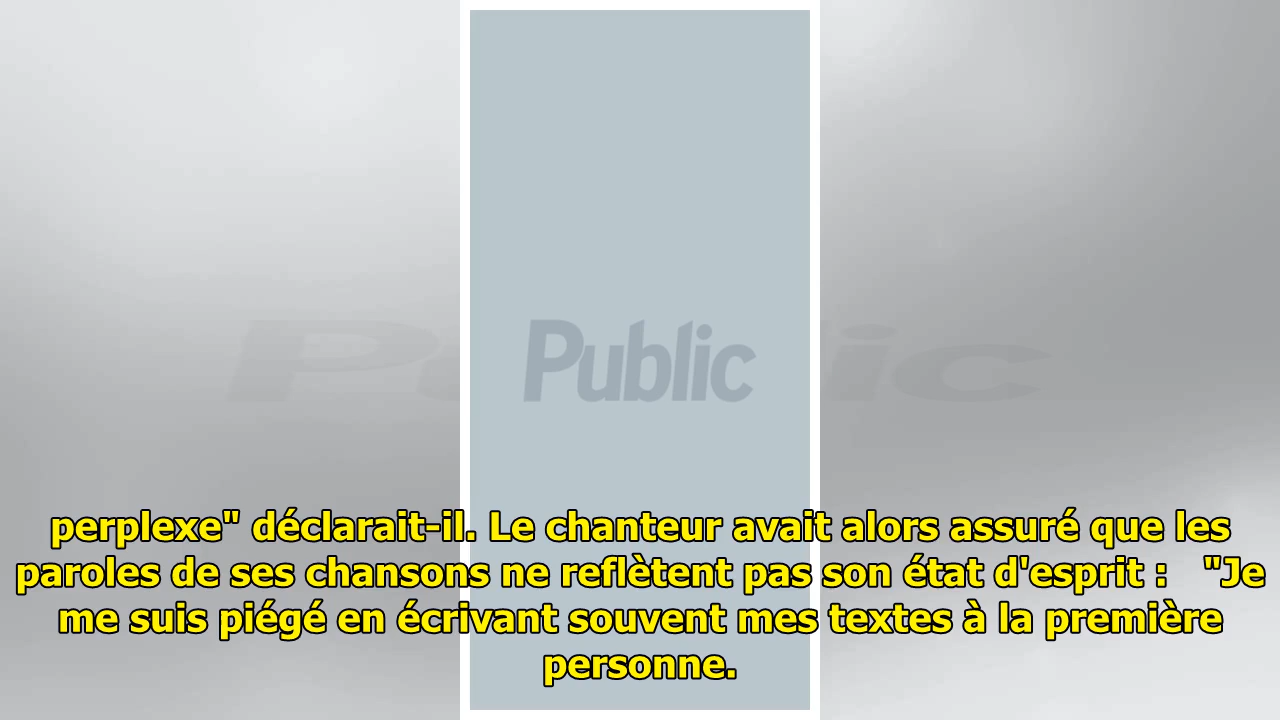 Public
perplexe" déclarait-il. Le chanteur avait alors assuré que les
paroles de ses chansons ne reflètent pas son état d'esprit :   "Je
me suis piégé en écrivant souvent mes textes à la première
personne.